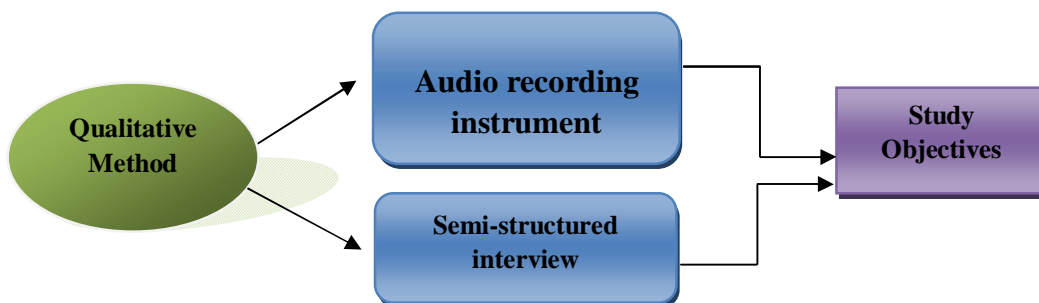 Qualitative
Method
Audio recording
instrument
Semi-structured
interview
Study
Objectives